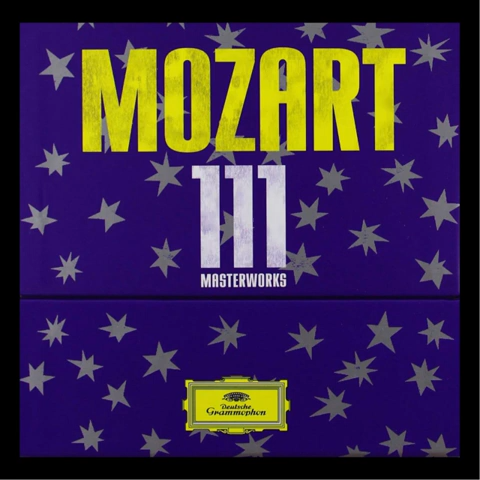 MOZART
111
MASTERWORKS
Deutsche
Grammophon